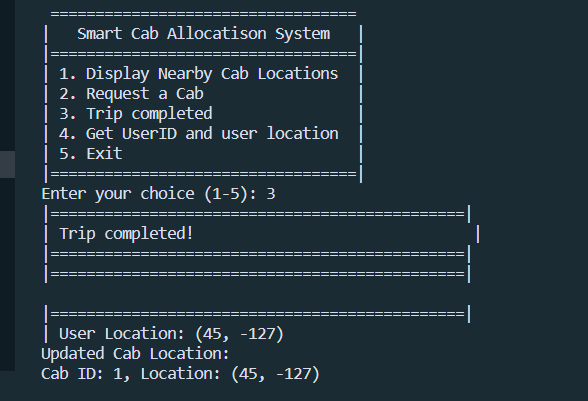 ==================================
|   Smart Cab Allocatison System   |
|==================================|
| 1. Display Nearby Cab Locations  |
| 2. Request a Cab                 |
| 3. Trip completed                |
| 4. Get UserID and user location  |
| 5. Exit                          |
|==================================|
Enter your choice (1-5): 3
|==============================================|
| Trip completed!                               |
|==============================================|
|==============================================|
|==============================================|
| User Location: (45, -127)
Updated Cab Location:
Cab ID: 1, Location: (45, -127)